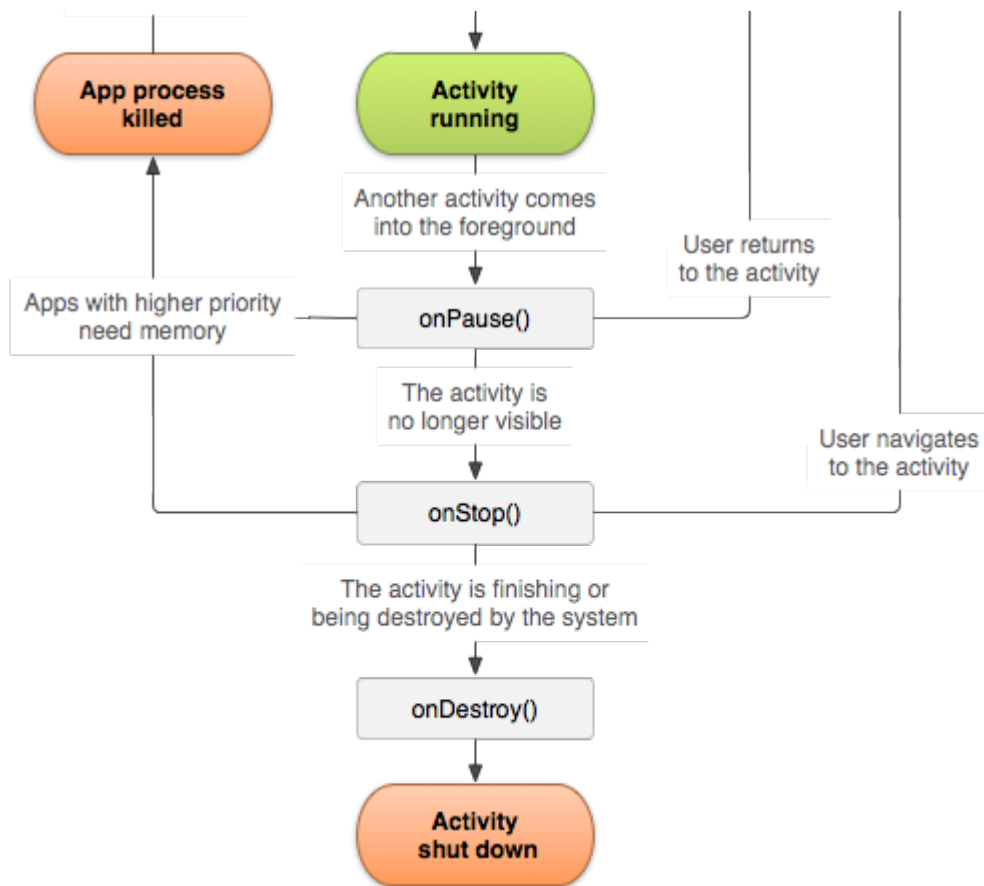 App process
killed
Activity
running
Another activity comes
into the foreground
User returns
to the activity
Apps with higher priority
need memory
onPause()
The activity is
no longer visible
User navigates
to the activity
onStop()
The activity is finishing or
being destroyed by the system
onDestroy()
Activity
shut down